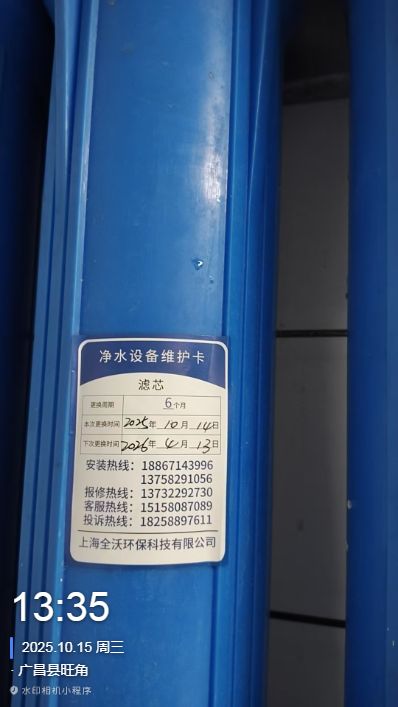 净水设备维护卡
滤芯
更换周期 6个月
本次更换时间 2025年 10月 14日
下次更换时间 2026年 4月 13日
安装热线：18867143996
13758291056
报修热线：13732292730
客服热线：15158087089
投诉热线：18258897611
上海全沃环保科技有限公司
13:35
2025.10.15 周三
· 广昌县旺角
水印相机小程序